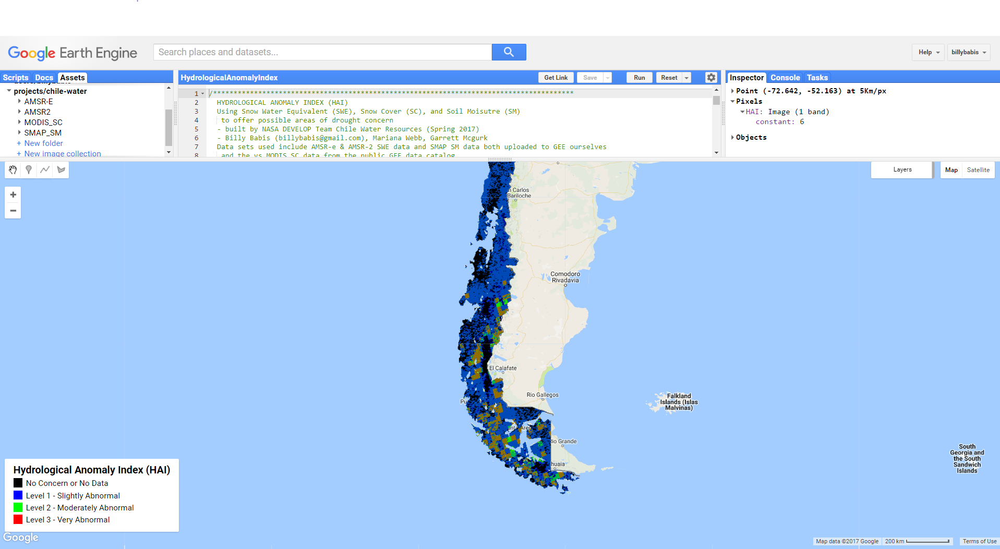 Google Earth Engine
Search places and datasets...
Help
billybabis
Scripts Docs Assets
projects/chile-water
AMSR-E
AMSR2
MODIS_SC
SMAP_SM
+ New folder
+ New image collection
HydrologicalAnomalyIndex
Get Link Save Run Reset
1 /****************************************************************************************
2 HYDROLOGICAL ANOMALY INDEX (HAI)
3 Using Snow Water Equivalent (SWE), Snow Cover (SC), and Soil Moisutre (SM)
4 to offer possible areas of drought concern
5 - built by NASA DEVELOP Team Chile Water Resources (Spring 2017)
6 - Billy Babis (billybabis@gmail.com), Mariana Webb, Garrett Mcgurk
7 Data sets used include AMSR-e & AMSR-2 SWE data and SMAP SM data both uploaded to GEE ourselves
8 and the vs MODIS SC data from the public GEE data catalog
Inspector Console Tasks
Point (-72.642, -52.163) at 5Km/px
Pixels
HAI: Image (1 band)
constant: 6
Objects
Layers
Map Satellite
n Carlos
Bariloche
Comodoro
Rivadavia
El Calafate
Rio Gallegos
Pu
nta Aren
Rio Grande
huaia
Falkland
Islands (Islas
Malvinas)
South
Georgia and
the South
Sandwich
Islands
Hydrological Anomaly Index (HAI)
No Concern or No Data
Level 1 - Slightly Abnormal
Level 2 - Moderately Abnormal
Level 3 - Very Abnormal
Google
Map data ©2017 Google
200 km
Terms of Use